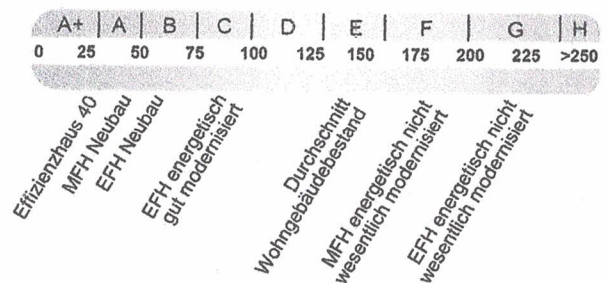 A+ A B C D E F G H
0 25 50 75 100 125 150 175 200 225 >250
Effizienzhaus 40
MFH Neubau
EFH Neubau
EFH energetisch
gut modernisiert
Durchschnitt
Wohngebäudebestand
MFH energetisch nicht
wesentlich modernisiert
EFH energetisch nicht
wesentlich modernisiert